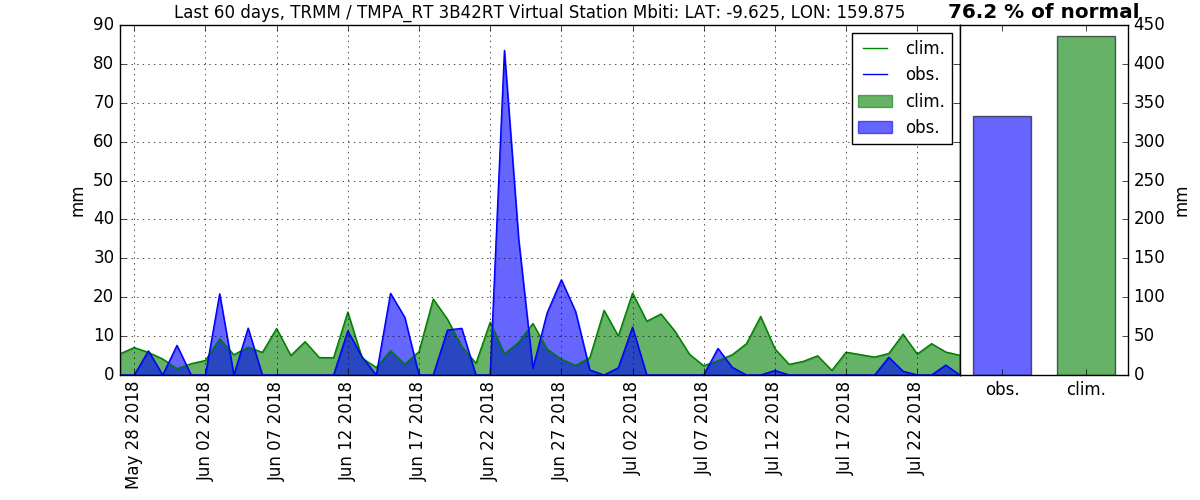 Last 60 days, TRMM / TMPA_RT 3B42RT Virtual Station Mbiti: LAT: -9.625, LON: 159.875
76.2 % of normal
90
80
70
60
50
40
30
20
10
0
mm
clim.
obs.
clim.
obs.
May 28 2018
Jun 02 2018
Jun 07 2018
Jun 12 2018
Jun 17 2018
Jun 22 2018
Jun 27 2018
Jul 02 2018
Jul 07 2018
Jul 12 2018
Jul 17 2018
Jul 22 2018
450
400
350
300
250
200
150
100
50
0
mm
obs.
clim.